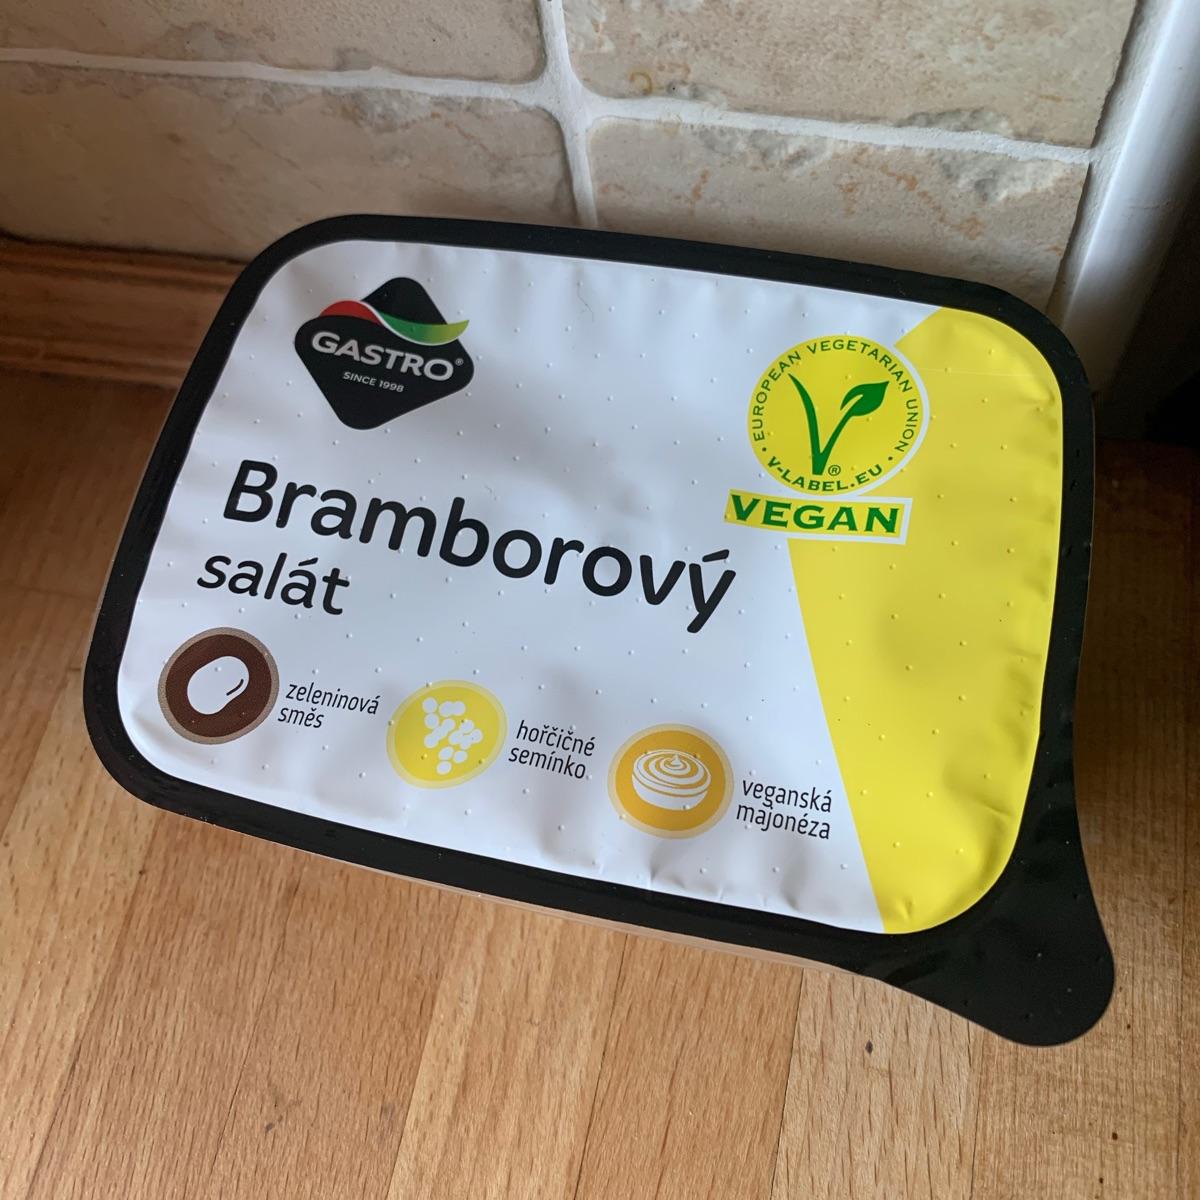 GASTRO®
SINCE 1998
· EUROPEAN VEGETARIAN UNION ·
V-LABEL.EU
®
VEGAN
Bramborový
salát
zeleninová
směs
hořčičné
semínko
veganská
majonéza